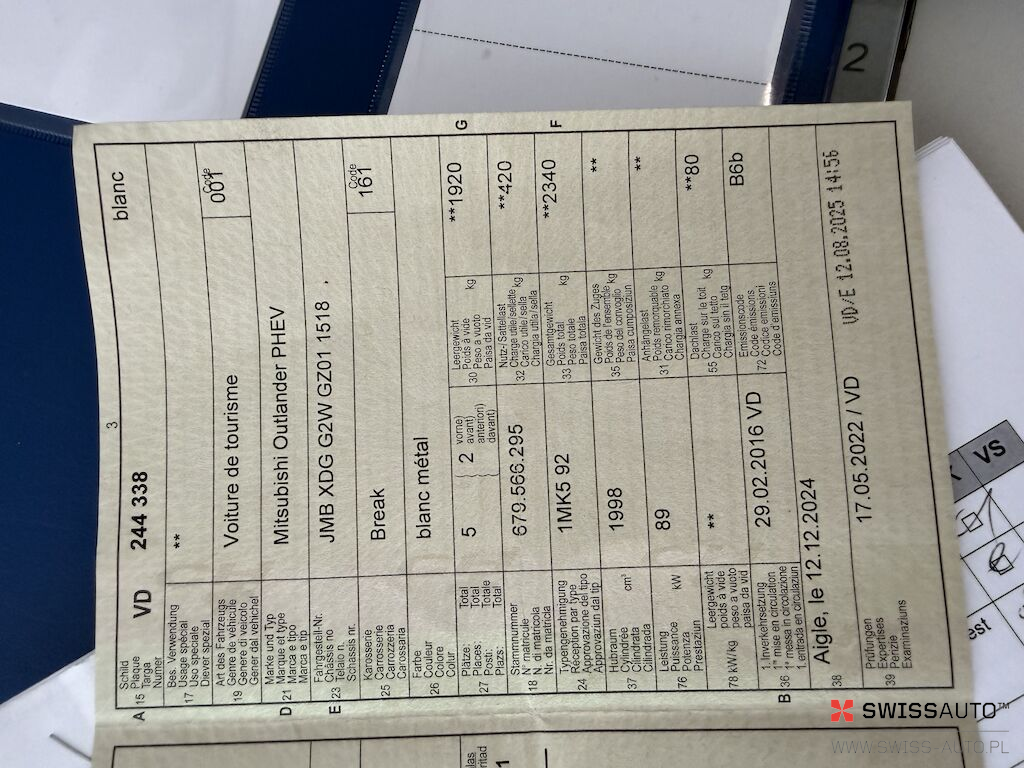 3
Schild
A 15 Plaque
Targa
Numer
VD 244 338
blanc
Bes. Verwendung
17 Usage spécial
Uso speciale
Diever spezial
**
Art des Fahrzeugs
19 Genre de véhicule
Genere di veicolo
Gener da vehichel
Voiture de tourisme
Code
001
Marke und Typ
D 21 Marque et type
Marca e tipo
Marca e tip
Mitsubishi Outlander PHEV
Fahrgestell-Nr.
E 23 Châssis no
Telaio n.
Schassis nr.
JMB XDG G2W GZ01 1518
Karosserie
25 Carrosserie
Carrozzeria
Carossaria
Break
Code
161
Farbe
26 Couleur
Colore
Colur
blanc métal
Plätze: Total
27 Places: Total
Posti: Totale
Plazs: Total
5 ( 2 vorne)
avant)
anteriori)
davant)
Leergewicht
30 Poids à vide kg
Peso a vuoto
Paisa da vid
**1920
G
Stammnummer
18 N° matricule
N. di matricola
Nr. da matricla
679.566.295
Nutz-/Sattellast
32 Charge utile/sellette kg
Carico utile/sella
Chargia utila/sella
**420
Typengenehmigung
24 Réception par type
Approvazione del tipo
Approvaziun dal tip
1MK5 92
Gesamtgewicht
33 Poids total kg
Peso totale
Paisa totala
**2340
F
Hubraum
37 Cylindrée cm³
Cilindrata
Cilindrada
1998
Gewicht des Zuges
35 Poids de l'ensemble kg
Peso del convoglio
Paisa cumposiziun
**
Leistung
76 Puissance kW
Potenza
Prestaziun
89
Anhängelast
31 Poids remorquable kg
Carico rimorchiato
Chargia annexa
**
Leergewicht
78 kW/kg poids à vide
peso a vuoto
paisa da vid
**
Dachlast
55 Charge sur le toit kg
Carico sul tetto
Chargia sin il tetg
**80
1. Inverkehrsetzung
B 36 1re mise en circulation
1a messa in circolazione
1. entrada en circulaziun
29.02.2016 VD
Emissionscode
72 Code émissions
Codice emissioni
Code d'emissiuns
B6b
38 Aigle, le 12.12.2024
Prüfungen
39 Expertises
Perizie
Examinaziuns
17.05.2022 / VD
VD/E 12.08.2025 14:56
2
VS
est
SWISSAUTO™
WWW.SWISS-AUTO.PL